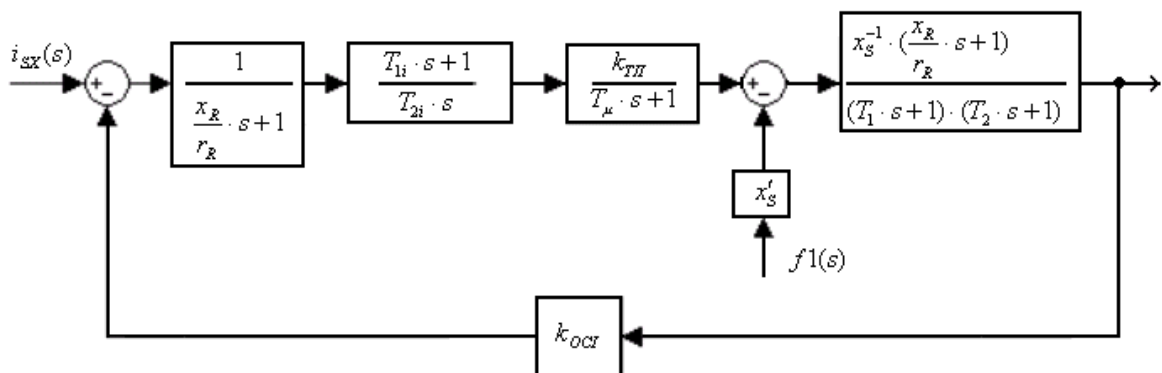 i_SX(s)
+
-
1
x_R
r_R
· s + 1
T_1i · s + 1
T_2i · s
k_ТП
T_μ · s + 1
+
-
x_S^-1 · (x_R · s + 1)
r_R
(T_1 · s + 1) · (T_2 · s + 1)
x'_S
f1(s)
k_OCI